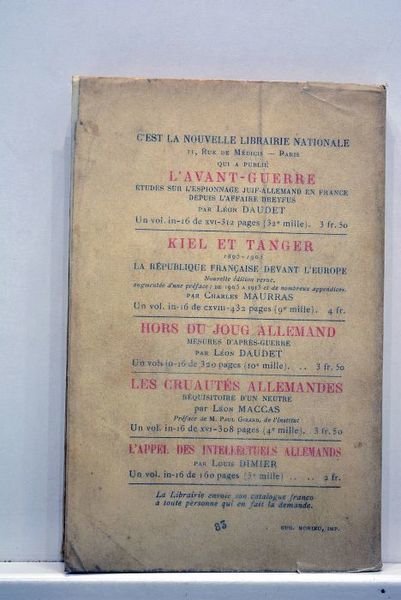 C'EST LA NOUVELLE LIBRAIRIE NATIONALE
11, RUE DE MÉDICIS — PARIS
QUI A PUBLIÉ
L'AVANT-GUERRE
ÉTUDES SUR L'ESPIONNAGE JUIF-ALLEMAND EN FRANCE
DEPUIS L'AFFAIRE DREYFUS
PAR LÉON DAUDET
Un vol. in-16 de XVI-312 pages (32e mille). 3 fr. 50
KIEL ET TANGER
1895-1905
LA RÉPUBLIQUE FRANÇAISE DEVANT L'EUROPE
Nouvelle édition revue,
augmentée d'une préface: DE 1905 A 1913 et de nombreux appendices.
PAR CHARLES MAURRAS
Un vol. in-16 de CXVIII-432 pages (9e mille). 4 fr.
HORS DU JOUG ALLEMAND
MESURES D'APRÈS-GUERRE
PAR LÉON DAUDET
Un vol. in-16 de 320 pages (10e mille). .. 3 fr. 50
LES CRUAUTÉS ALLEMANDES
RÉQUISITOIRE D'UN NEUTRE
par LÉON MACCAS
Préface de M. PAUL GIRARD, de l'Institut
Un vol. in-16 de XVI-308 pages (4e mille). 3 fr. 50
L'APPEL DES INTELLECTUELS ALLEMANDS
PAR LOUIS DIMIER
Un vol. in-16 de 160 pages (3e mille) .. .. 2 fr.
La Librairie envoie son catalogue franco
à toute personne qui en fait la demande.
83
IMP.